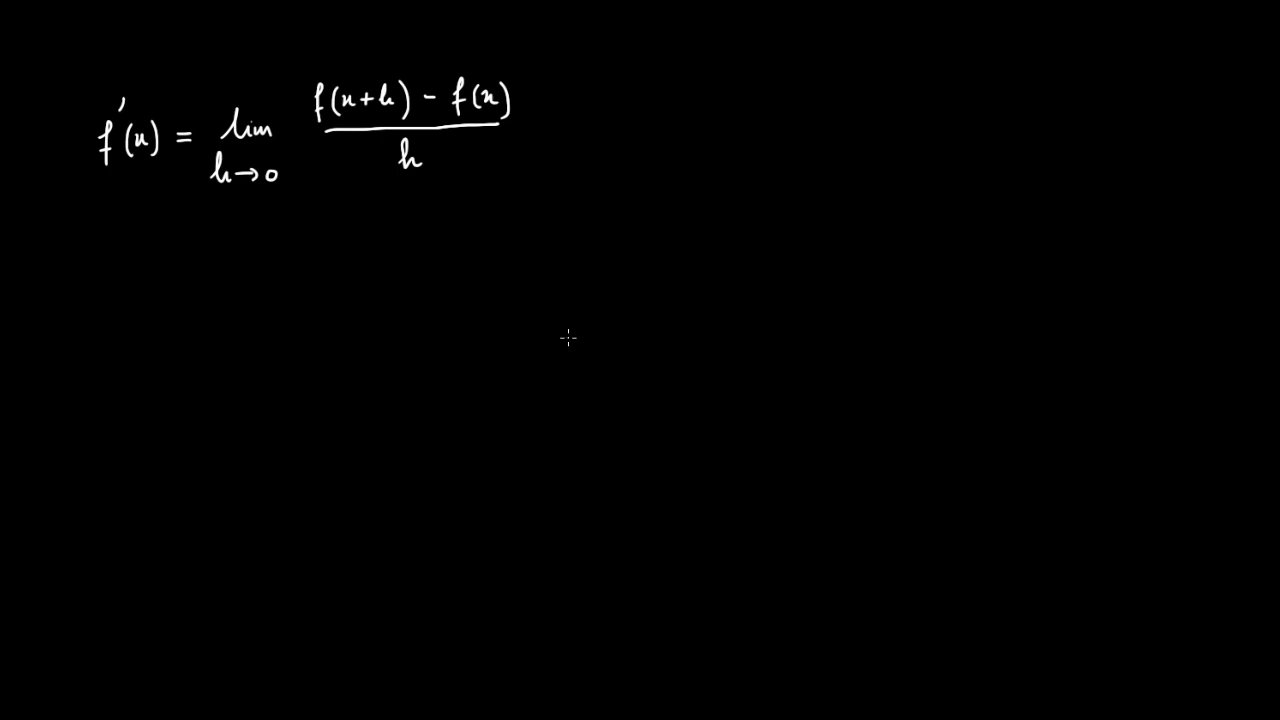 f'(x) = lim h→0 f(x+h) - f(x) / h